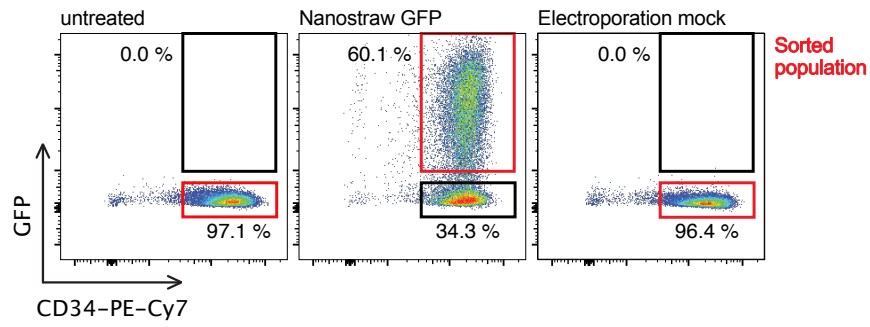 untreated
Nanostraw GFP
Electroporation mock
0.0 %
60.1 %
0.0 %
Sorted
population
97.1 %
34.3 %
96.4 %
GFP
CD34-PE-Cy7